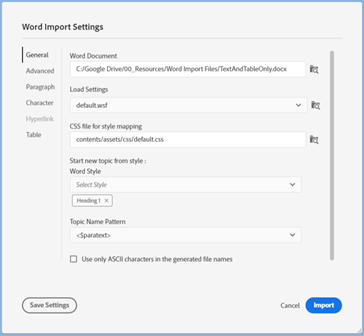 Word Import Settings
General
Advanced
Paragraph
Character
Hyperlink
Table
Word Document
C:/Google Drive/00_Resources/Word Import Files/TextAndTableOnly.docx
Load Settings
default.wsf
CSS file for style mapping
contents/assets/css/default.css
Start new topic from style :
Word Style
Select Style
Heading 1 ×
Topic Name Pattern
<$paratext>
Use only ASCII characters in the generated file names
Save Settings
Cancel
Import